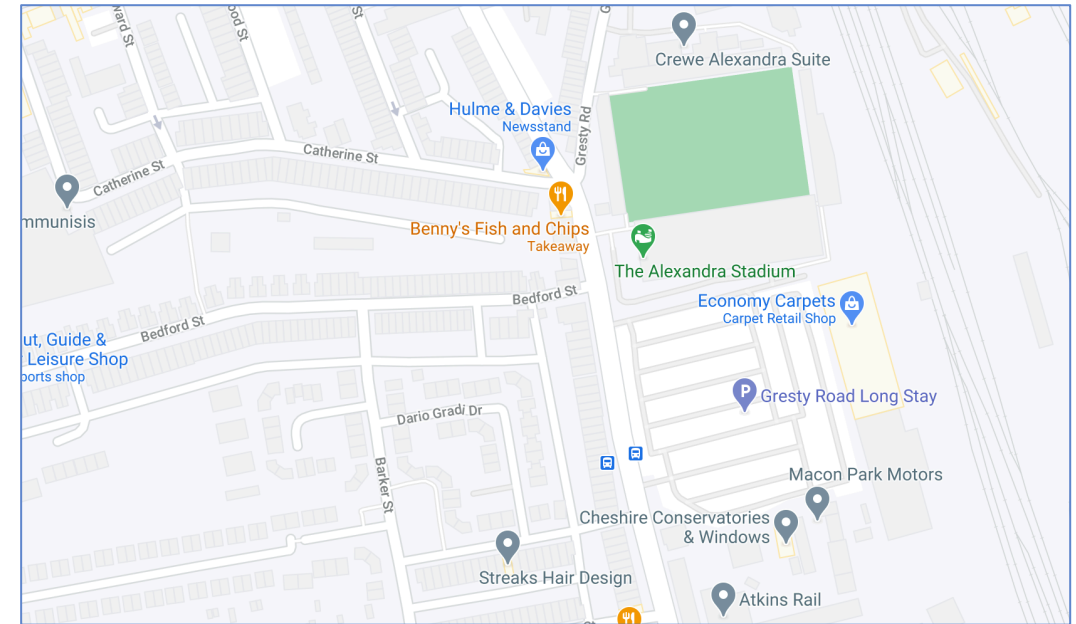 ward St
ood St
St
G
Crewe Alexandra Suite
Hulme & Davies
Newsstand
Gresty Rd
Catherine St
Catherine St
mmunisis
Benny's Fish and Chips
Takeaway
The Alexandra Stadium
Bedford St
Economy Carpets
Carpet Retail Shop
Bedford St
ut, Guide &
Leisure Shop
ports shop
P
Gresty Road Long Stay
Dario Gradi Dr
Barker St
Macon Park Motors
Cheshire Conservatories
& Windows
Streaks Hair Design
Atkins Rail